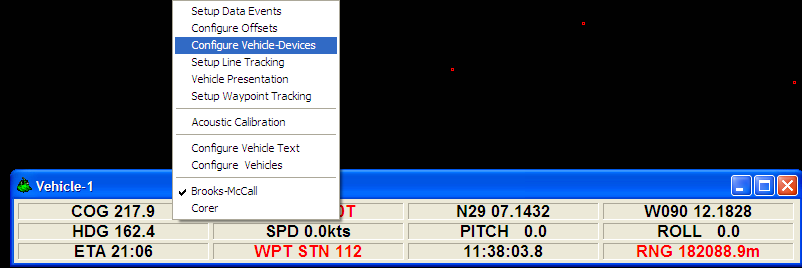 Setup Data Events
Configure Offsets
Configure Vehicle-Devices
Setup Line Tracking
Vehicle Presentation
Setup Waypoint Tracking
Acoustic Calibration
Configure Vehicle Text
Configure Vehicles
Brooks-McCall
Corer
Vehicle-1
COG 217.9 N29 07.1432 W090 12.1828
HDG 162.4 SPD 0.0kts PITCH 0.0 ROLL 0.0
ETA 21:06 WPT STN 112 11:38:03.8 RNG 182088.9m